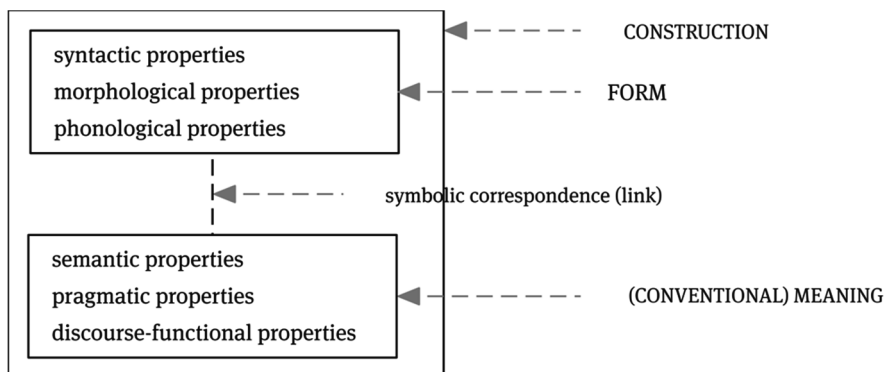 CONSTRUCTION
syntactic properties
morphological properties
FORM
phonological properties
symbolic correspondence (link)
semantic properties
pragmatic properties
(CONVENTIONAL) MEANING
discourse-functional properties